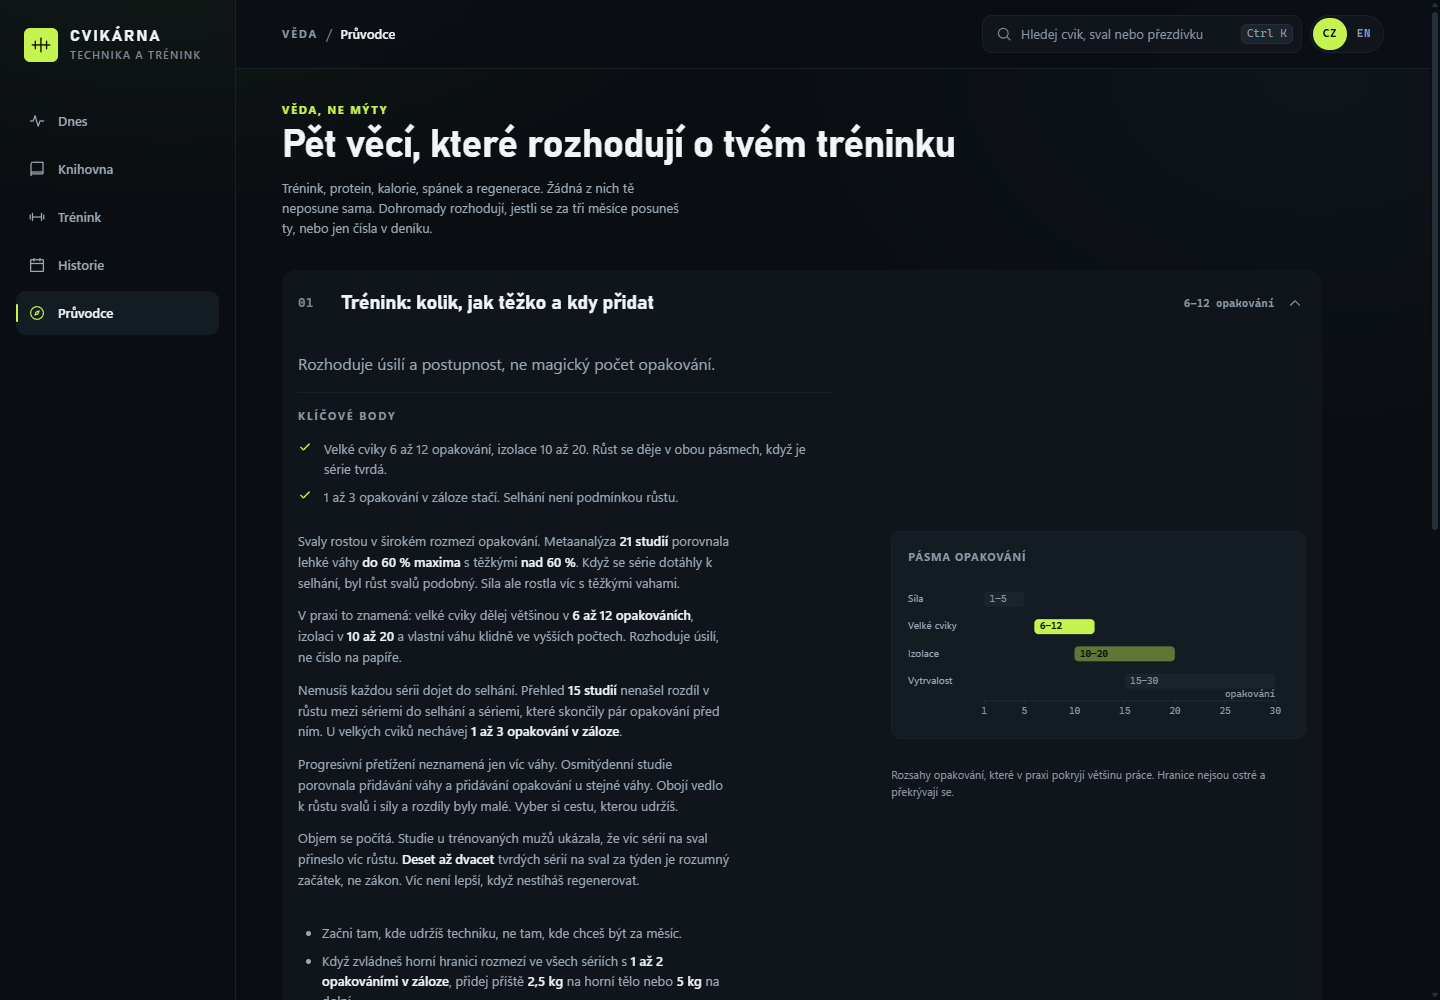 CVIKÁRNA
TECHNIKA A TRÉNINK
Dnes
Knihovna
Trénink
Historie
Průvodce
VĚDA / Průvodce
Hledej cvik, sval nebo přezdívku
Ctrl K
CZ
EN
VĚDA, NE MÝTY
Pět věcí, které rozhodují o tvém tréninku
Trénink, protein, kalorie, spánek a regenerace. Žádná z nich tě
neposune sama. Dohromady rozhodují, jestli se za tři měsíce posuneš
ty, nebo jen čísla v deníku.
01
Trénink: kolik, jak těžko a kdy přidat
6–12 opakování
Rozhoduje úsilí a postupnost, ne magický počet opakování.
KLÍČOVÉ BODY
Velké cviky 6 až 12 opakování, izolace 10 až 20. Růst se děje v obou pásmech, když je
série tvrdá.
1 až 3 opakování v záloze stačí. Selhání není podmínkou růstu.
Svaly rostou v širokém rozmezí opakování. Metaanalýza 21 studií porovnala
lehké váhy do 60 % maxima s těžkými nad 60 %. Když se série dotáhly k
selhání, byl růst svalů podobný. Síla ale rostla víc s těžkými vahami.
V praxi to znamená: velké cviky dělej většinou v 6 až 12 opakováních,
izolaci v 10 až 20 a vlastní váhu klidně ve vyšších počtech. Rozhoduje úsilí,
ne číslo na papíře.
Nemusíš každou sérii dojet do selhání. Přehled 15 studií nenašel rozdíl v
růstu mezi sériemi do selhání a sériemi, které skončily pár opakování před
ním. U velkých cviků nechávej 1 až 3 opakování v záloze.
Progresivní přetížení neznamená jen víc váhy. Osmitýdenní studie
porovnala přidávání váhy a přidávání opakování u stejné váhy. Obojí vedlo
k růstu svalů i síly a rozdíly byly malé. Vyber si cestu, kterou udržíš.
Objem se počítá. Studie u trénovaných mužů ukázala, že víc sérií na sval
přineslo víc růstu. Deset až dvacet tvrdých sérií na sval za týden je rozumný
začátek, ne zákon. Víc není lepší, když nestíháš regenerovat.
Začni tam, kde udržíš techniku, ne tam, kde chceš být za měsíc.
Když zvládneš horní hranici rozmezí ve všech sériích s 1 až 2
opakováními v záloze, přidej příště 2,5 kg na horní tělo nebo 5 kg na
PÁSMA OPAKOVÁNÍ
Síla
1–5
Velké cviky
6–12
Izolace
10–20
Vytrvalost
15–30
opakování
1 5 10 15 20 25 30
Rozsahy opakování, které v praxi pokryjí většinu práce. Hranice nejsou ostré a
překrývají se.